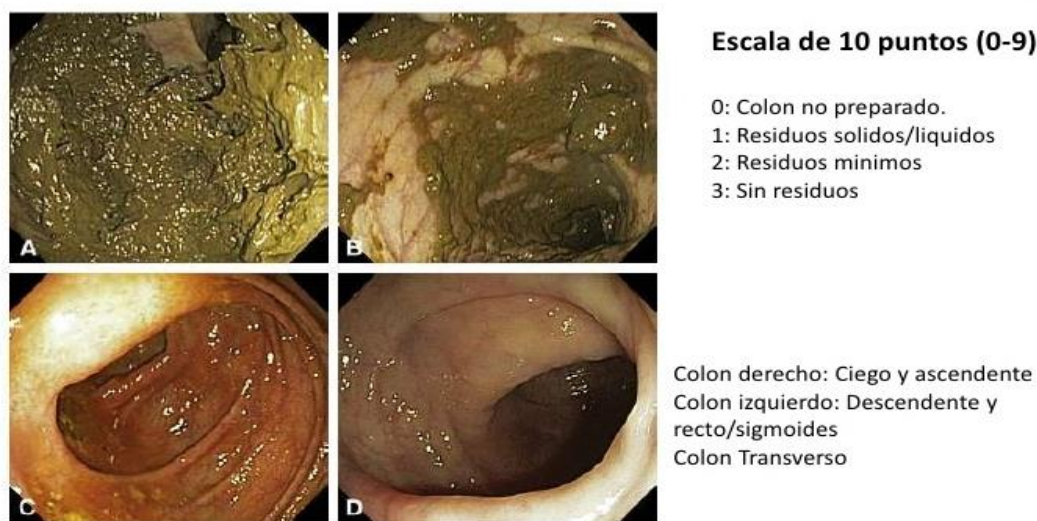 Escala de 10 puntos (0-9)
0: Colon no preparado.
1: Residuos solidos/liquidos
2: Residuos minimos
3: Sin residuos
A
B
C
D
Colon derecho: Ciego y ascendente
Colon izquierdo: Descendente y
recto/sigmoides
Colon Transverso